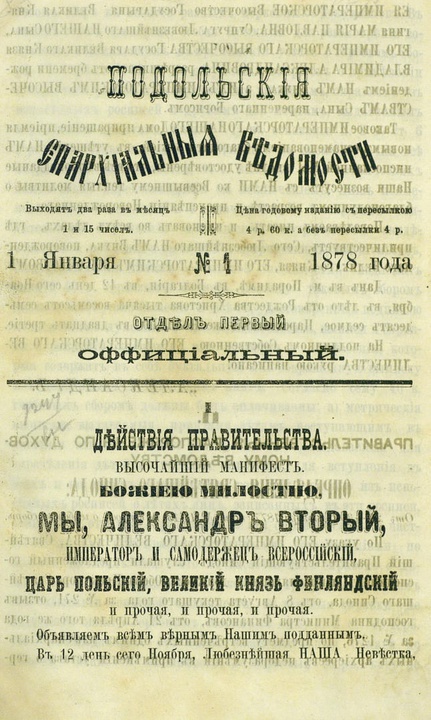 ПОДОЛЬСКІЯ
ЕПАРХІАЛЬНЫЯ ВѢДОМОСТИ
Выходятъ два раза въ мѣсяцъ
1 и 15 чиселъ.
Цѣна годовому изданію съ пересылкою
4 р. 60 к. а безъ пересылки 4 р.
1 Января № 1 1878 года
ОТДѢЛЪ ПЕРВЫЙ
ОФФИЦІАЛЬНЫЙ.
I
ДѢЙСТВІЯ ПРАВИТЕЛЬСТВА.
ВЫСОЧАЙШІЙ МАНИФЕСТЪ.
БОЖІЕЮ МИЛОСТІЮ,
МЫ, АЛЕКСАНДРЪ ВТОРЫЙ,
ИМПЕРАТОРЪ И САМОДЕРЖЕЦЪ ВСЕРОССІЙСКІЙ,
ЦАРЬ ПОЛЬСКІЙ, ВЕЛИКІЙ КНЯЗЬ ФИНЛЯНДСКІЙ
и прочая, и прочая, и прочая.
Объявляемъ всѣмъ вѣрнымъ Нашимъ подданнымъ.
Въ 12 день сего Ноября, Любезнѣйшая НАША Невѣстка,